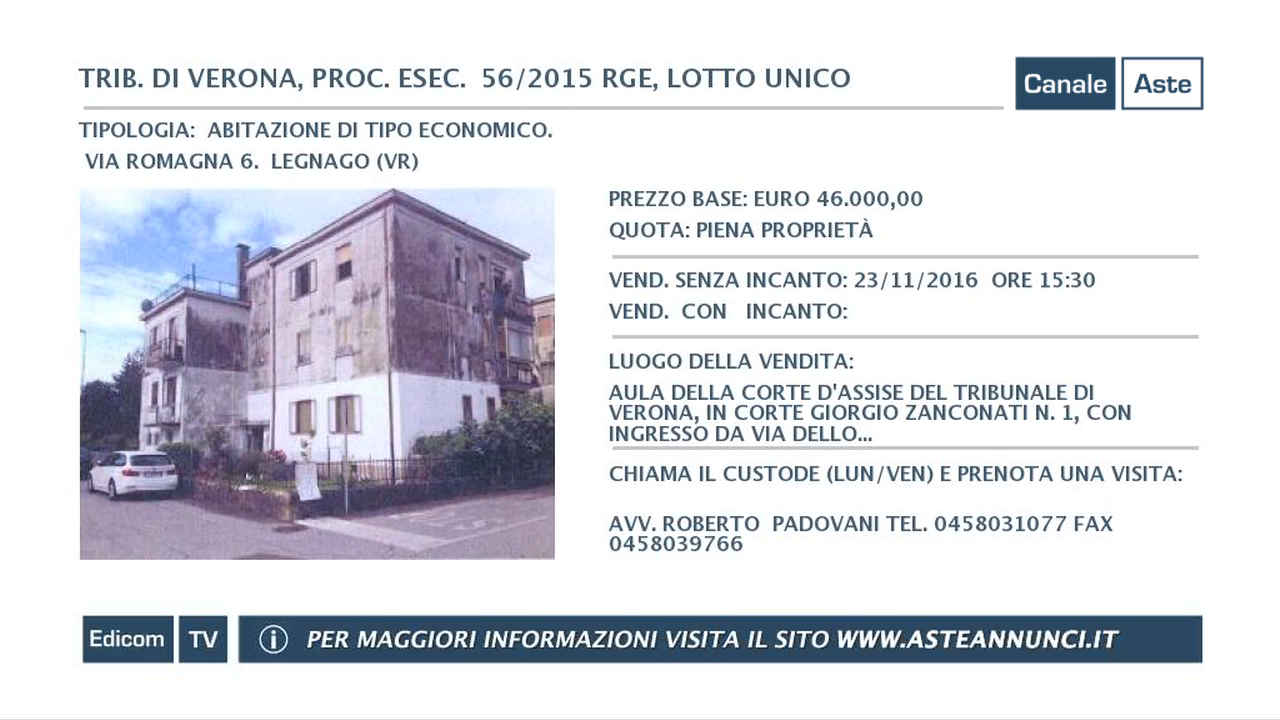 TRIB. DI VERONA, PROC. ESEC.  56/2015 RGE, LOTTO UNICO
Canale Aste
TIPOLOGIA:  ABITAZIONE DI TIPO ECONOMICO.
VIA ROMAGNA 6.  LEGNAGO (VR)
PREZZO BASE: EURO 46.000,00
QUOTA: PIENA PROPRIETÀ
VEND. SENZA INCANTO: 23/11/2016  ORE 15:30
VEND.  CON   INCANTO:
LUOGO DELLA VENDITA:
AULA DELLA CORTE D'ASSISE DEL TRIBUNALE DI
VERONA, IN CORTE GIORGIO ZANCONATI N. 1, CON
INGRESSO DA VIA DELLO...
CHIAMA IL CUSTODE (LUN/VEN) E PRENOTA UNA VISITA:
AVV. ROBERTO  PADOVANI TEL. 0458031077 FAX
0458039766
Edicom TV
PER MAGGIORI INFORMAZIONI VISITA IL SITO WWW.ASTEANNUNCI.IT